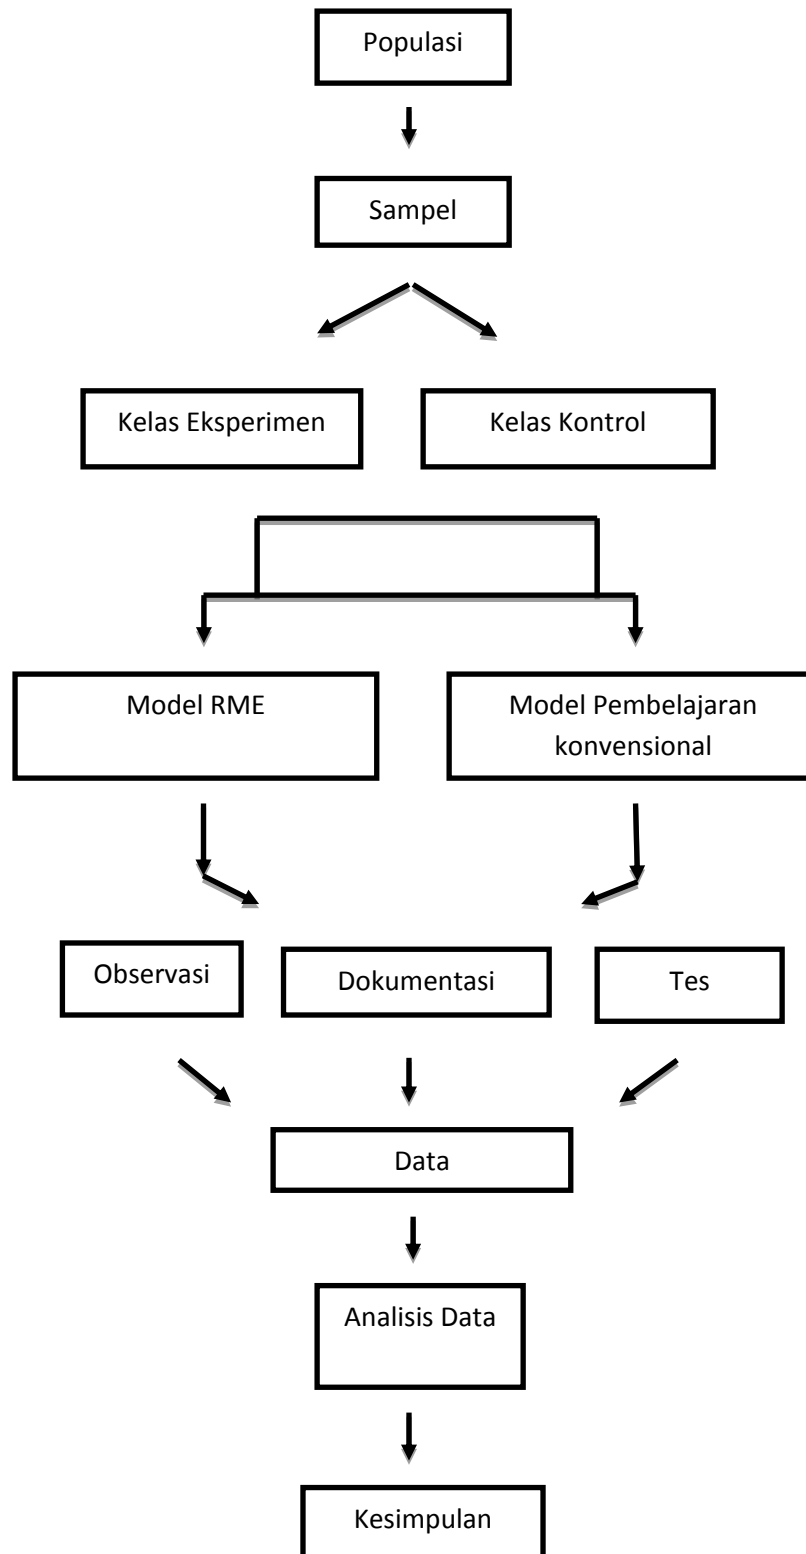 Populasi
Sampel
Kelas Eksperimen
Kelas Kontrol
Model RME
Model Pembelajaran
konvensional
Observasi
Dokumentasi
Tes
Data
Analisis Data
Kesimpulan